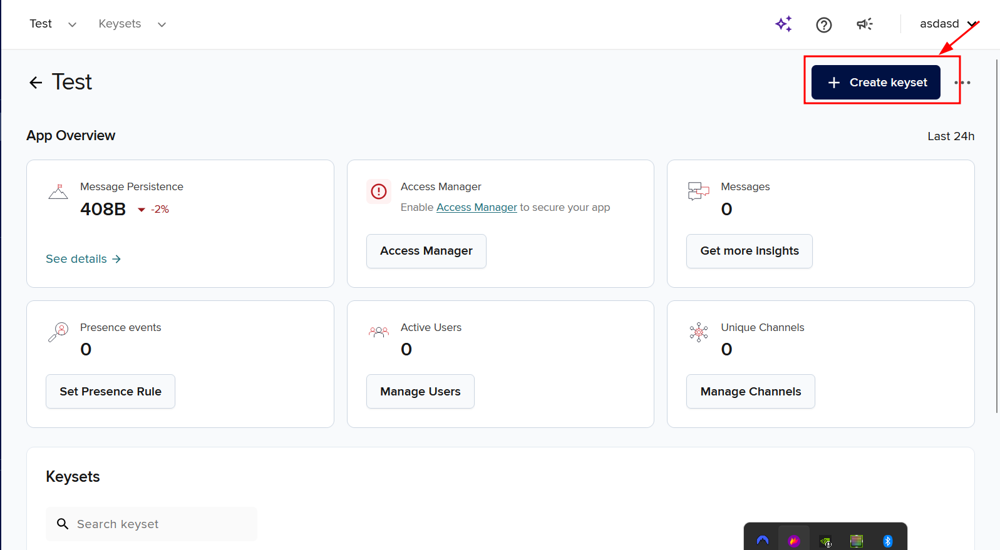 Test Keysets asdasd
Test
Create keyset
App Overview
Last 24h
Message Persistence
408B -2%
See details
Access Manager
Enable Access Manager to secure your app
Access Manager
Messages
0
Get more insights
Presence events
0
Set Presence Rule
Active Users
0
Manage Users
Unique Channels
0
Manage Channels
Keysets
Search keyset